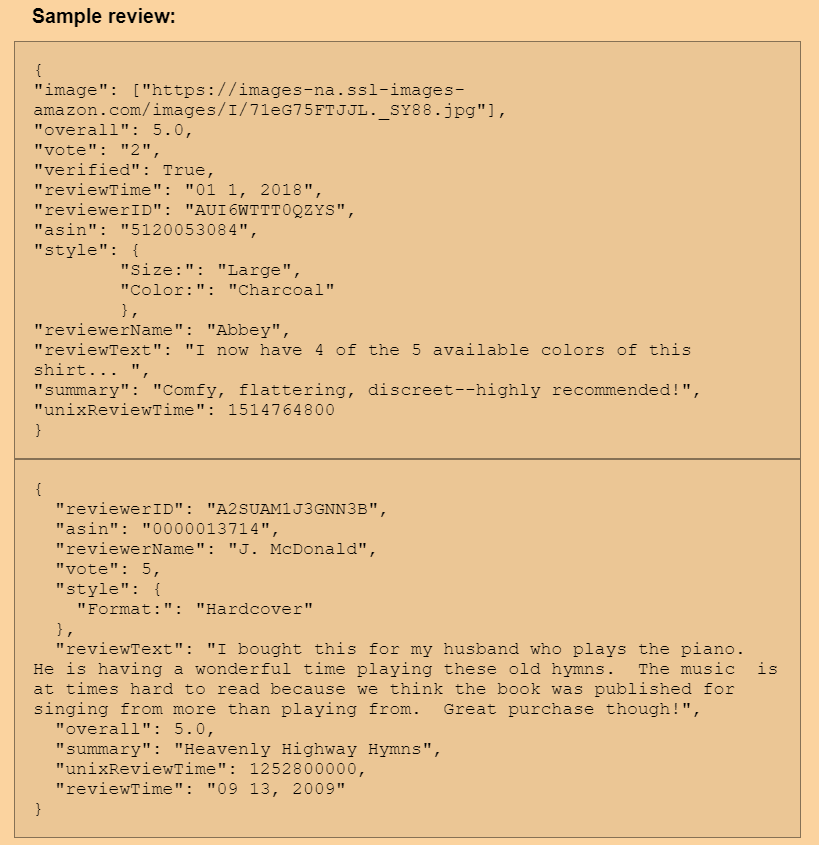 Sample review:
{
"image": ["https://images-na.ssl-images-
amazon.com/images/I/71eG75FTJJL._SY88.jpg"],
"overall": 5.0,
"vote": "2",
"verified": True,
"reviewTime": "01 1, 2018",
"reviewerID": "AUI6WTTT0QZYS",
"asin": "5120053084",
"style": {
        "Size:": "Large",
        "Color:": "Charcoal"
        },
"reviewerName": "Abbey",
"reviewText": "I now have 4 of the 5 available colors of this
shirt... ",
"summary": "Comfy, flattering, discreet--highly recommended!",
"unixReviewTime": 1514764800
}
{
  "reviewerID": "A2SUAM1J3GNN3B",
  "asin": "0000013714",
  "reviewerName": "J. McDonald",
  "vote": 5,
  "style": {
    "Format:": "Hardcover"
  },
  "reviewText": "I bought this for my husband who plays the piano.
He is having a wonderful time playing these old hymns.  The music  is
at times hard to read because we think the book was published for
singing from more than playing from.  Great purchase though!",
  "overall": 5.0,
  "summary": "Heavenly Highway Hymns",
  "unixReviewTime": 1252800000,
  "reviewTime": "09 13, 2009"
}